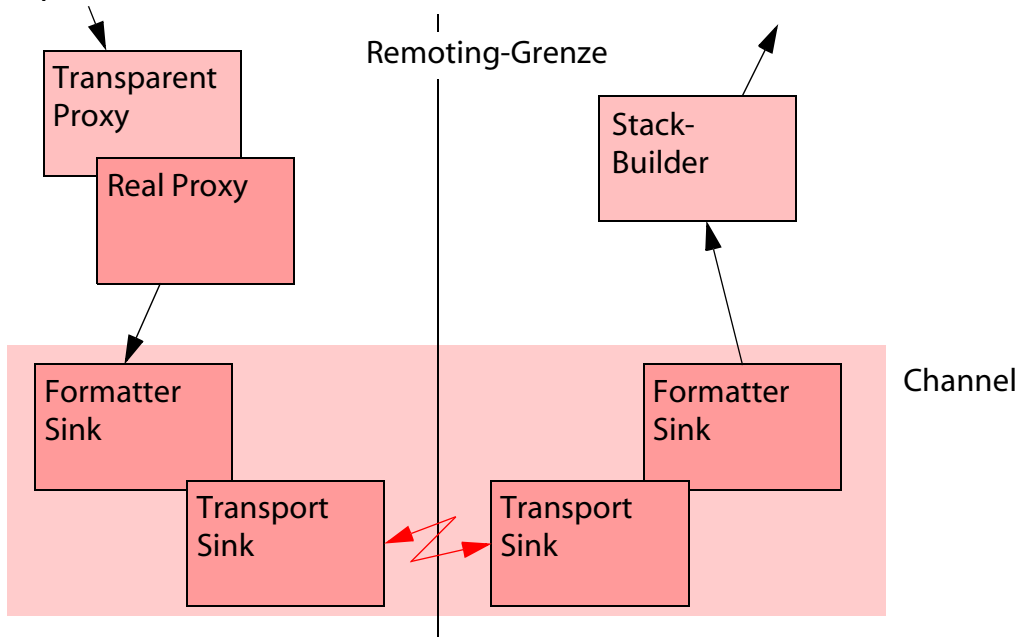 Remoting-Grenze
Transparent
Proxy
Real Proxy
Stack-
Builder
Formatter
Sink
Transport
Sink
Transport
Sink
Formatter
Sink
Channel